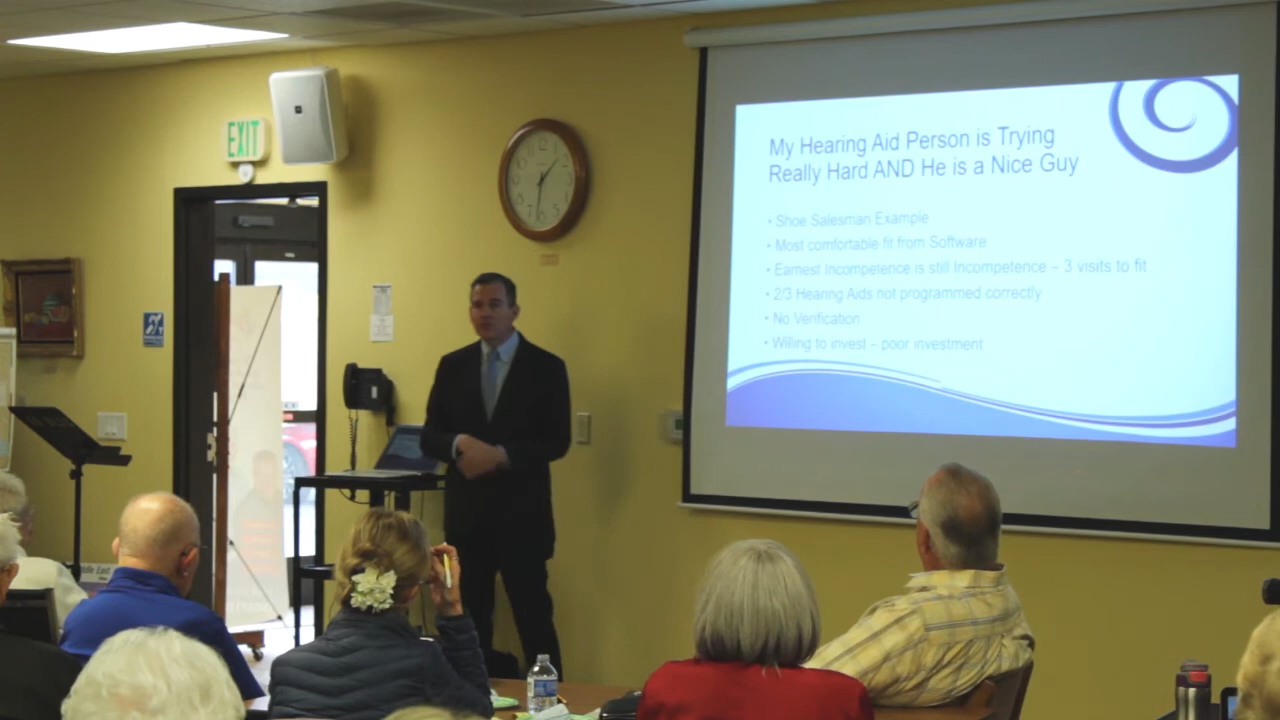 EXIT
My Hearing Aid Person is Trying
Really Hard AND He is a Nice Guy
• Shoe Salesman Example
• Most comfortable fit from Software
• Earnest Incompetence is still Incompetence – 3 visits to fit
• 2/3 Hearing Aids not programmed correctly
• No Verification
• Willing to invest – poor investment
ddle East